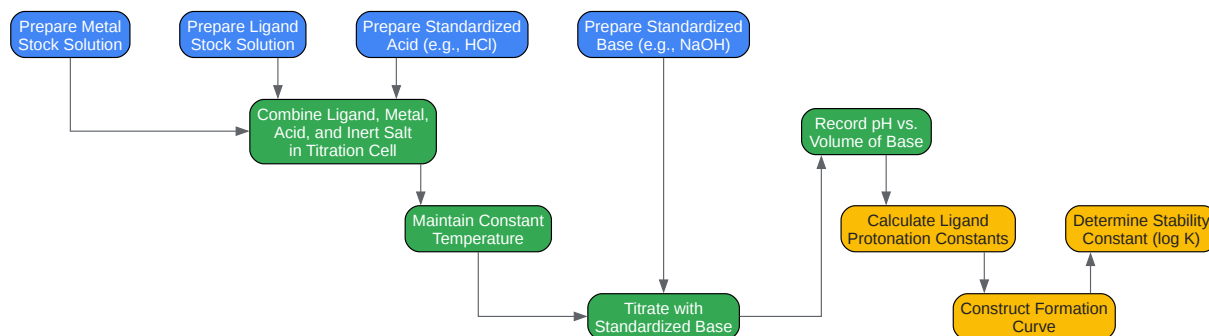 Prepare Metal
Stock Solution
Prepare Ligand
Stock Solution
Prepare Standardized
Acid (e.g., HCl)
Prepare Standardized
Base (e.g., NaOH)
Combine Ligand, Metal,
Acid, and Inert Salt
in Titration Cell
Record pH vs.
Volume of Base
Maintain Constant
Temperature
Calculate Ligand
Protonation Constants
Determine Stability
Constant (log K)
Titrate with
Standardized Base
Construct Formation
Curve